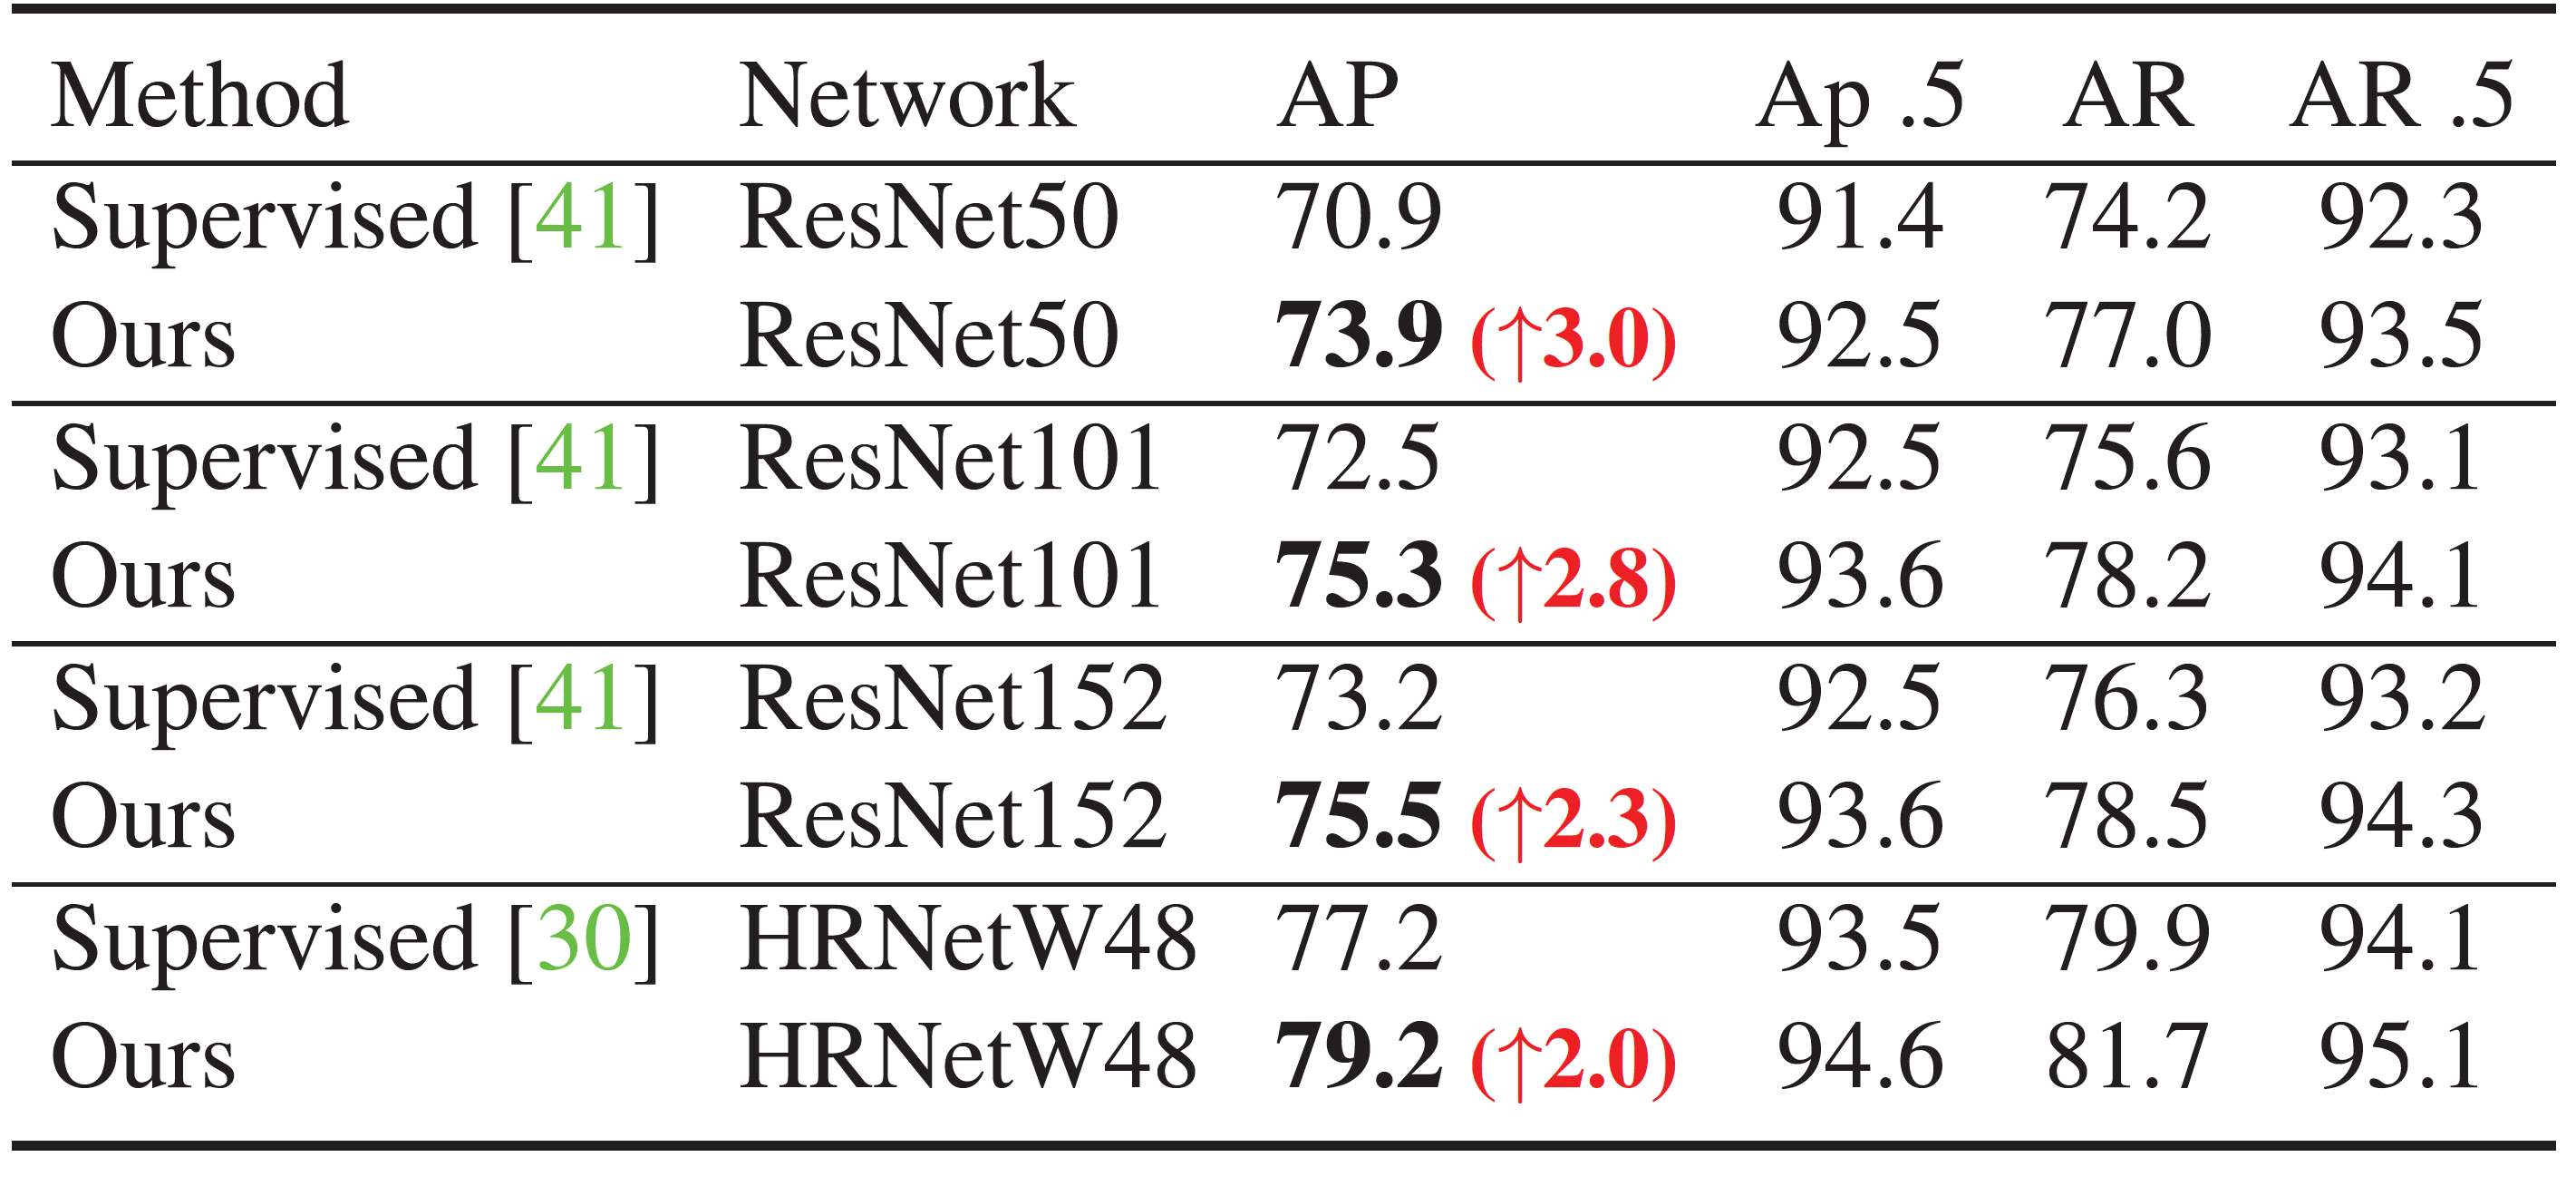 Method Network AP Ap .5 AR AR .5
Supervised [41] ResNet50 70.9 91.4 74.2 92.3
Ours ResNet50 73.9 (↑3.0) 92.5 77.0 93.5
Supervised [41] ResNet101 72.5 92.5 75.6 93.1
Ours ResNet101 75.3 (↑2.8) 93.6 78.2 94.1
Supervised [41] ResNet152 73.2 92.5 76.3 93.2
Ours ResNet152 75.5 (↑2.3) 93.6 78.5 94.3
Supervised [30] HRNetW48 77.2 93.5 79.9 94.1
Ours HRNetW48 79.2 (↑2.0) 94.6 81.7 95.1